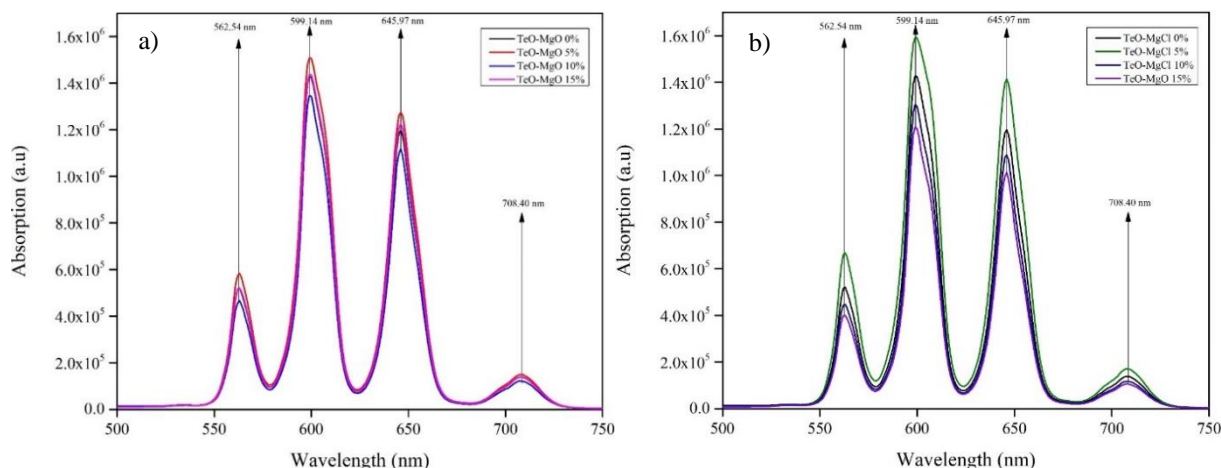 a)
562.54 nm
599.14 nm
645.97 nm
708.40 nm
TeO-MgO 0%
TeO-MgO 5%
TeO-MgO 10%
TeO-MgO 15%
Absorption (a.u)
1.6x10⁶
1.4x10⁶
1.2x10⁶
1.0x10⁶
8.0x10⁵
6.0x10⁵
4.0x10⁵
2.0x10⁵
0.0
500
550
600
650
700
750
Wavelength (nm)
b)
562.54 nm
599.14 nm
645.97 nm
708.40 nm
TeO-MgCl 0%
TeO-MgCl 5%
TeO-MgCl 10%
TeO-MgO 15%
Absorption (a.u)
1.6x10⁶
1.4x10⁶
1.2x10⁶
1.0x10⁶
8.0x10⁵
6.0x10⁵
4.0x10⁵
2.0x10⁵
0.0
500
550
600
650
700
750
Wavelength (nm)